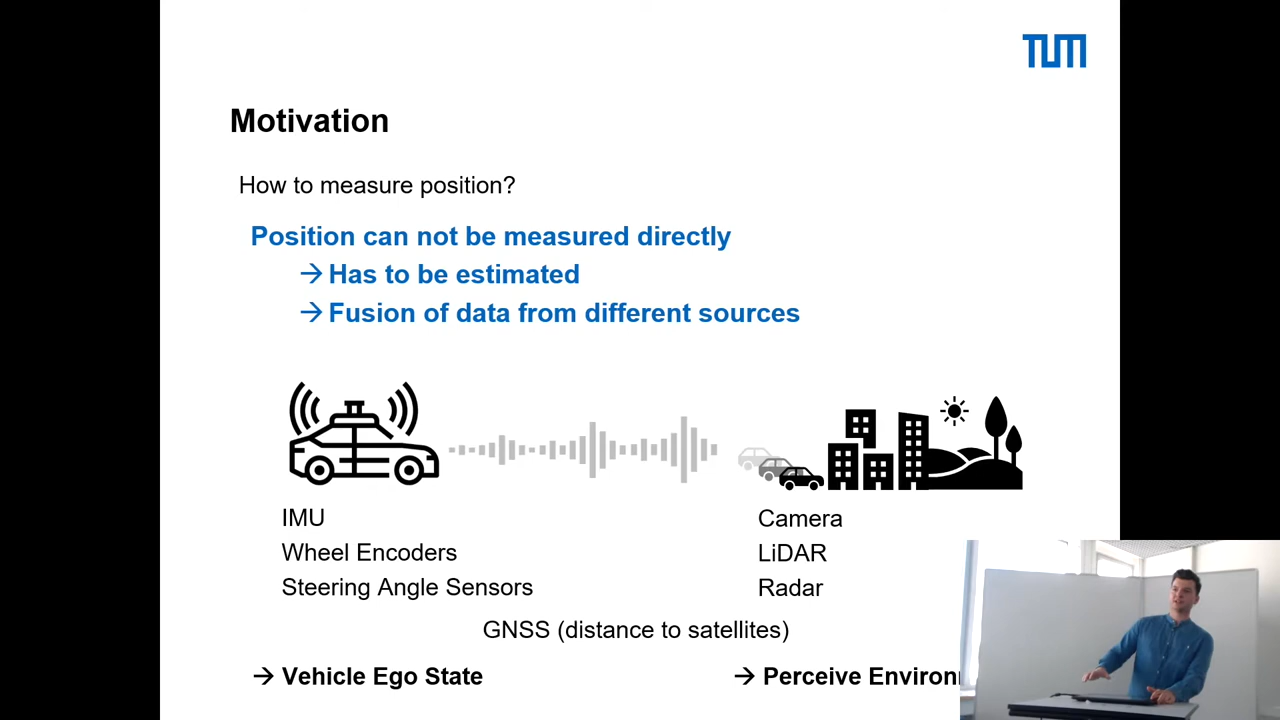 TUM
Motivation
How to measure position?
Position can not be measured directly
→ Has to be estimated
→ Fusion of data from different sources
IMU
Wheel Encoders
Steering Angle Sensors
Camera
LiDAR
Radar
GNSS (distance to satellites)
→ Vehicle Ego State
→ Perceive